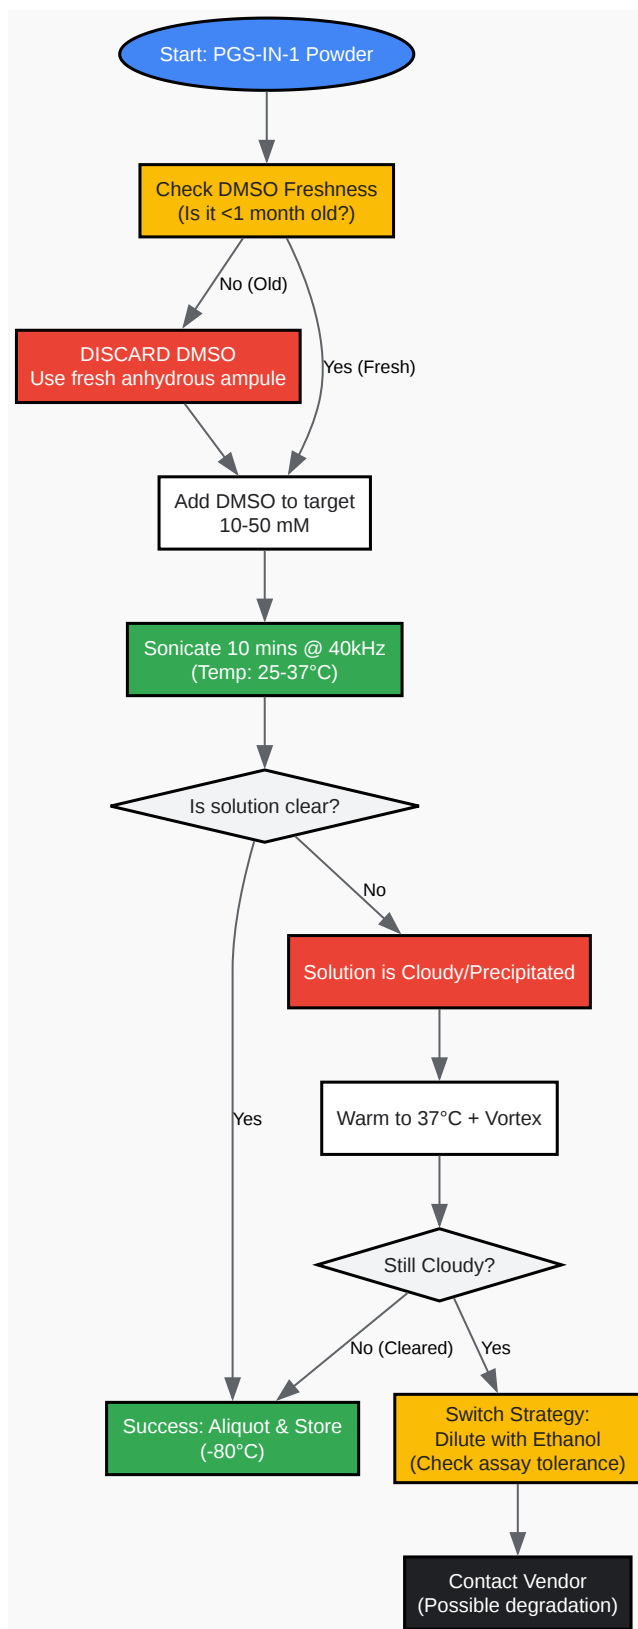 Start: PGS-IN-1 Powder
Check DMSO Freshness
(Is it <1 month old?)
No (Old)
Yes (Fresh)
DISCARD DMSO
Use fresh anhydrous ampule
Add DMSO to target
10-50 mM
Sonicate 10 mins @ 40kHz
(Temp: 25-37°C)
Is solution clear?
No
Solution is Cloudy/Precipitated
Yes
Warm to 37°C + Vortex
Still Cloudy?
No (Cleared)
Yes
Success: Aliquot & Store
(-80°C)
Switch Strategy:
Dilute with Ethanol
(Check assay tolerance)
Contact Vendor
(Possible degradation)